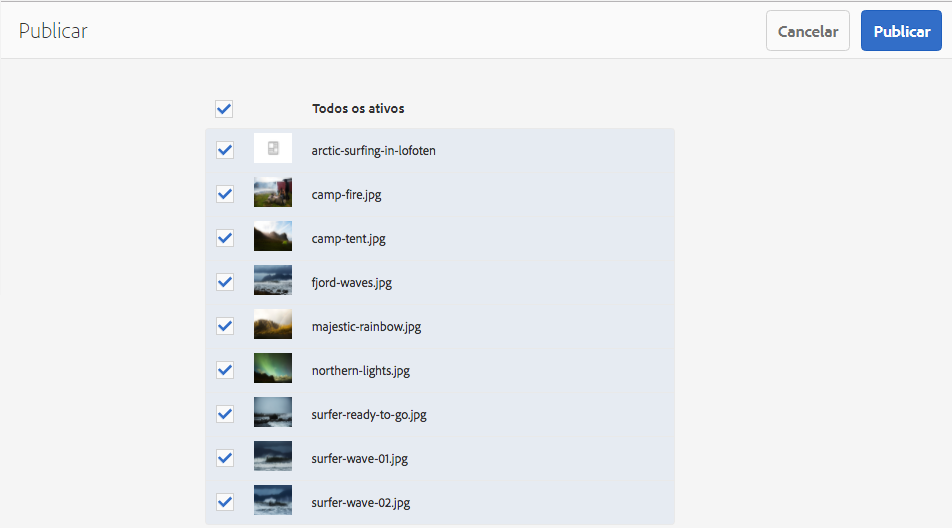 Publicar
Cancelar
Publicar
Todos os ativos
arctic-surfing-in-lofoten
camp-fire.jpg
camp-tent.jpg
fjord-waves.jpg
majestic-rainbow.jpg
northern-lights.jpg
surfer-ready-to-go.jpg
surfer-wave-01.jpg
surfer-wave-02.jpg